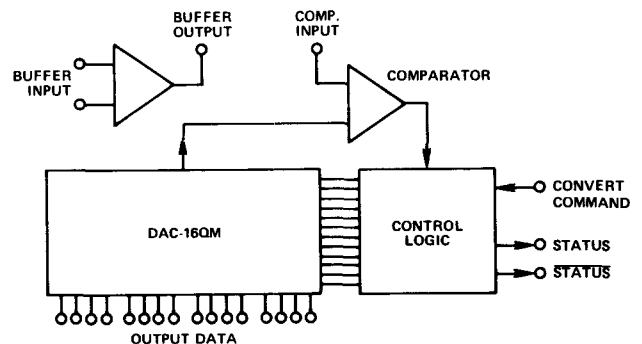 BUFFER
OUTPUT
COMP.
INPUT
BUFFER
INPUT
COMPARATOR
DAC-16QM
CONTROL
LOGIC
CONVERT
COMMAND
STATUS
STATUS
OUTPUT DATA